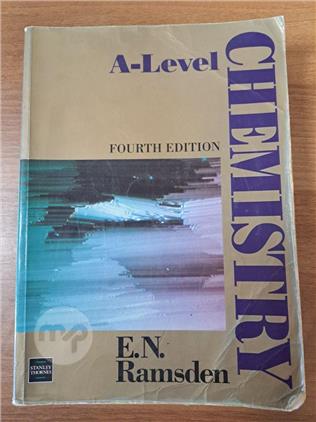 A-Level
CHEMISTRY
FOURTH EDITION
E.N.
Ramsden
STANLEY
THORNES